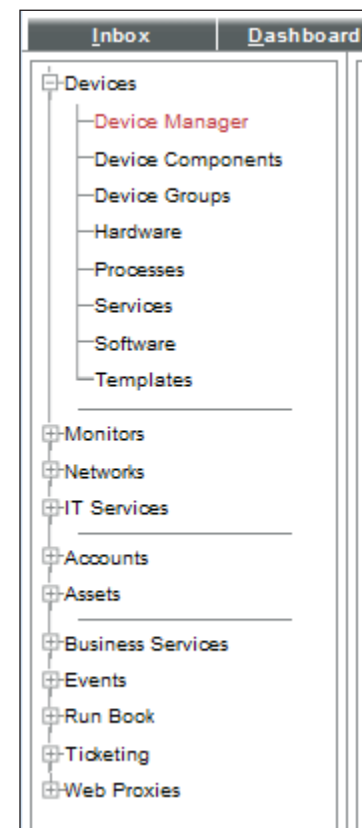 Inbox Dashboard
Devices
Device Manager
Device Components
Device Groups
Hardware
Processes
Services
Software
Templates
Monitors
Networks
IT Services
Accounts
Assets
Business Services
Events
Run Book
Ticketing
Web Proxies